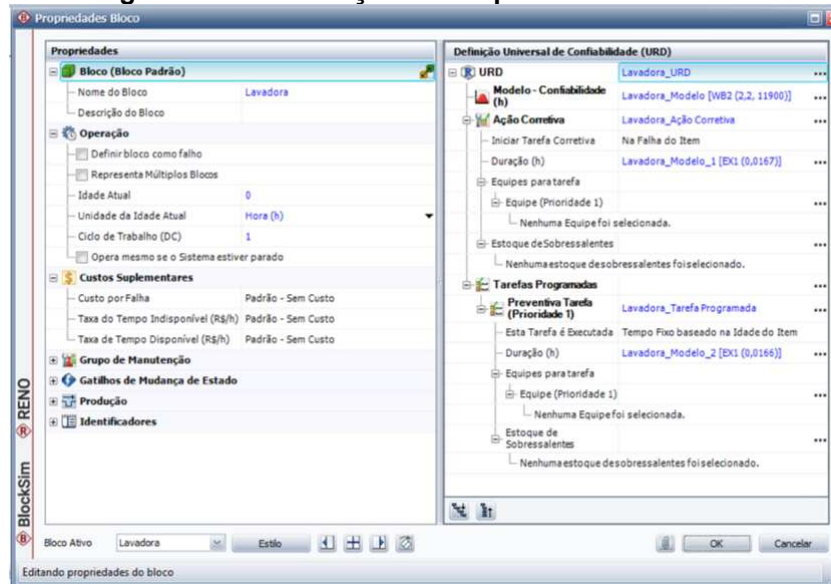 Propriedades Bloco
Propriedades
Bloco (Bloco Padrão)
Nome do Bloco Lavadora
Descrição do Bloco
Operação
Definir bloco como falho
Representa Múltiplos Blocos
Idade Atual 0
Unidade da Idade Atual Hora (h)
Ciclo de Trabalho (DC) 1
Opera mesmo se o Sistema estiver parado
Custos Suplementares
Custo por Falha Padrão - Sem Custo
Taxa do Tempo Indisponível (R$/h) Padrão - Sem Custo
Taxa de Tempo Disponível (R$/h) Padrão - Sem Custo
Grupo de Manutenção
Gatilhos de Mudança de Estado
Produção
Identificadores
Definição Universal de Confiabilidade (URD)
URD Lavadora_URD ...
Modelo - Confiabilidade (h) Lavadora_Modelo [WB2 (2,2, 11900)] ...
Ação Corretiva Lavadora_Ação Corretiva ...
Iniciar Tarefa Corretiva Na Falha do Item
Duração (h) Lavadora_Modelo_1 [EX1 (0,0167)] ...
Equipes para tarefa
Equipe (Prioridade 1) ...
Nenhuma Equipe foi selecionada.
Estoque de Sobressalentes ...
Nenhuma estoque de sobressalentes foi selecionado.
Tarefas Programadas
Preventiva Tarefa (Prioridade 1) Lavadora_Tarefa Programada ...
Esta Tarefa é Executada Tempo Fixo baseado na Idade do Item
Duração (h) Lavadora_Modelo_2 [EX1 (0,0166)] ...
Equipes para tarefa
Equipe (Prioridade 1) ...
Nenhuma Equipe foi selecionada.
Estoque de Sobressalentes ...
Nenhuma estoque de sobressalentes foi selecionado.
BlockSim RENO
Bloco Ativo Lavadora Estilo OK Cancelar
Editando propriedades do bloco